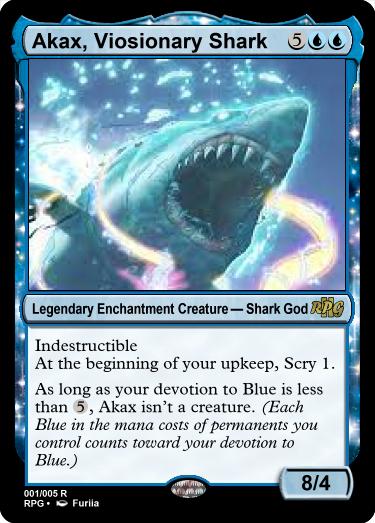 Akax, Viosionary Shark 5
Legendary Enchantment Creature — Shark God RPG
Indestructible
At the beginning of your upkeep, Scry 1.
As long as your devotion to Blue is less
than 5, Akax isn't a creature. (Each
Blue in the mana costs of permanents you
control counts toward your devotion to
Blue.)
8/4
001/005 R
RPG • Furiia